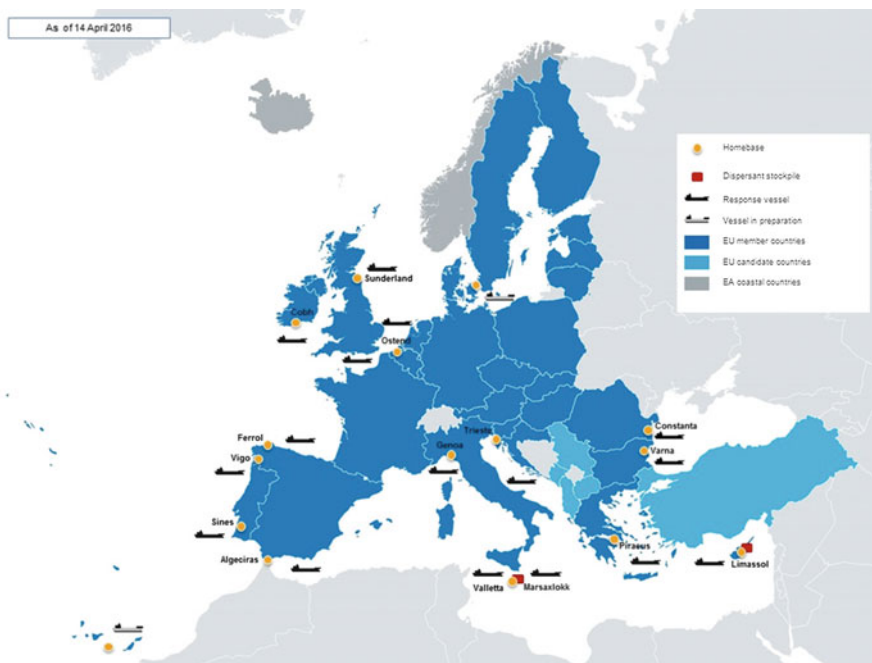 As of 14 April 2016
Homebase
Dispersant stockpile
Response vessel
Vessel in preparation
EU member countries
EU candidate countries
EA coastal countries
Sunderland
Cobh
Ostend
Constanta
Trieste
Ferrol
Genoa
Varna
Vigo
Sines
Piraeus
Algeciras
Limassol
Valletta
Marsaxlokk